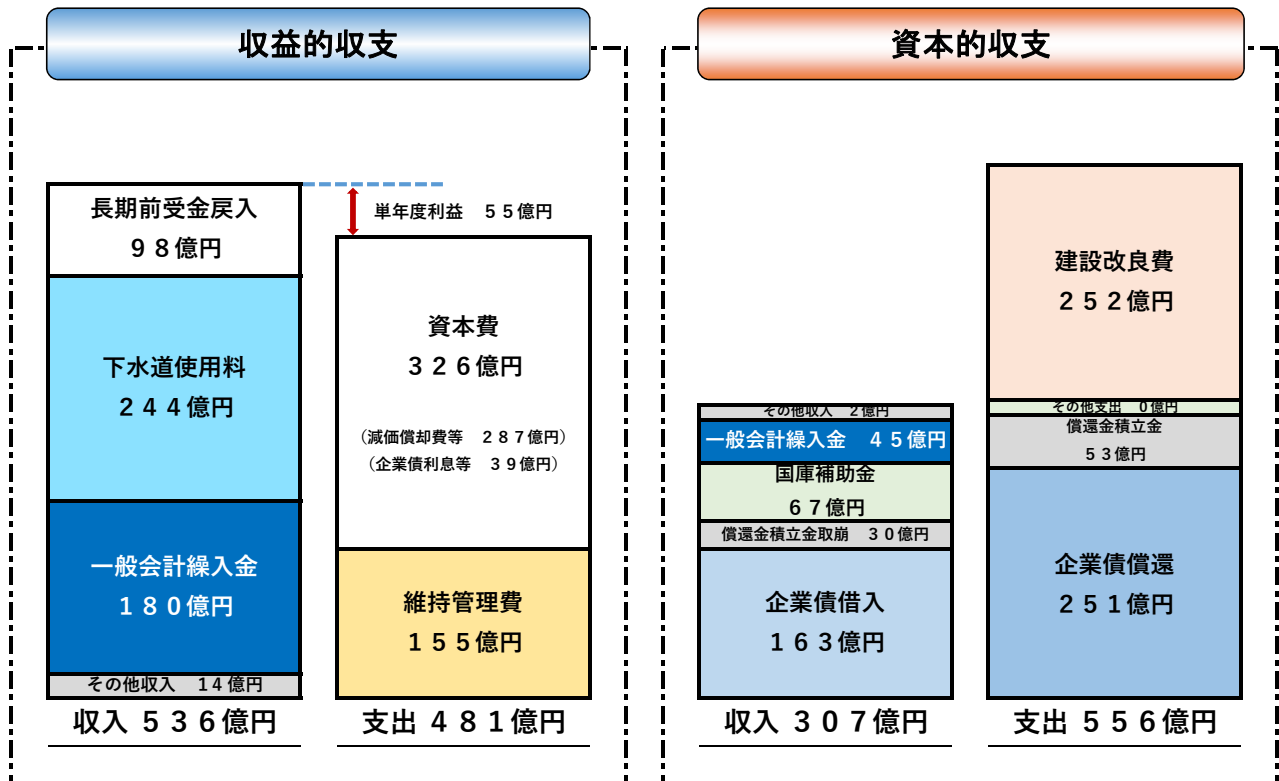 収益的収支
長期前受金戻入
９８億円
下水道使用料
２４４億円
一般会計繰入金
１８０億円
その他収入　１4 億円
収入 ５３６億円
単年度利益　５５億円
資本費
３２６億円
（減価償却費等　２８７億円）
（企業債利息等　３９億円）
維持管理費
１５５億円
支出 ４８１億円
資本的収支
その他収入　２億円
一般会計繰入金　４５億円
国庫補助金
６７億円
償還金積立金取崩　３０億円
企業債借入
１６３億円
収入 ３０７億円
建設改良費
２５２億円
その他支出　０億円
償還金積立金
５３億円
企業債償還
２５１億円
支出 ５５６億円